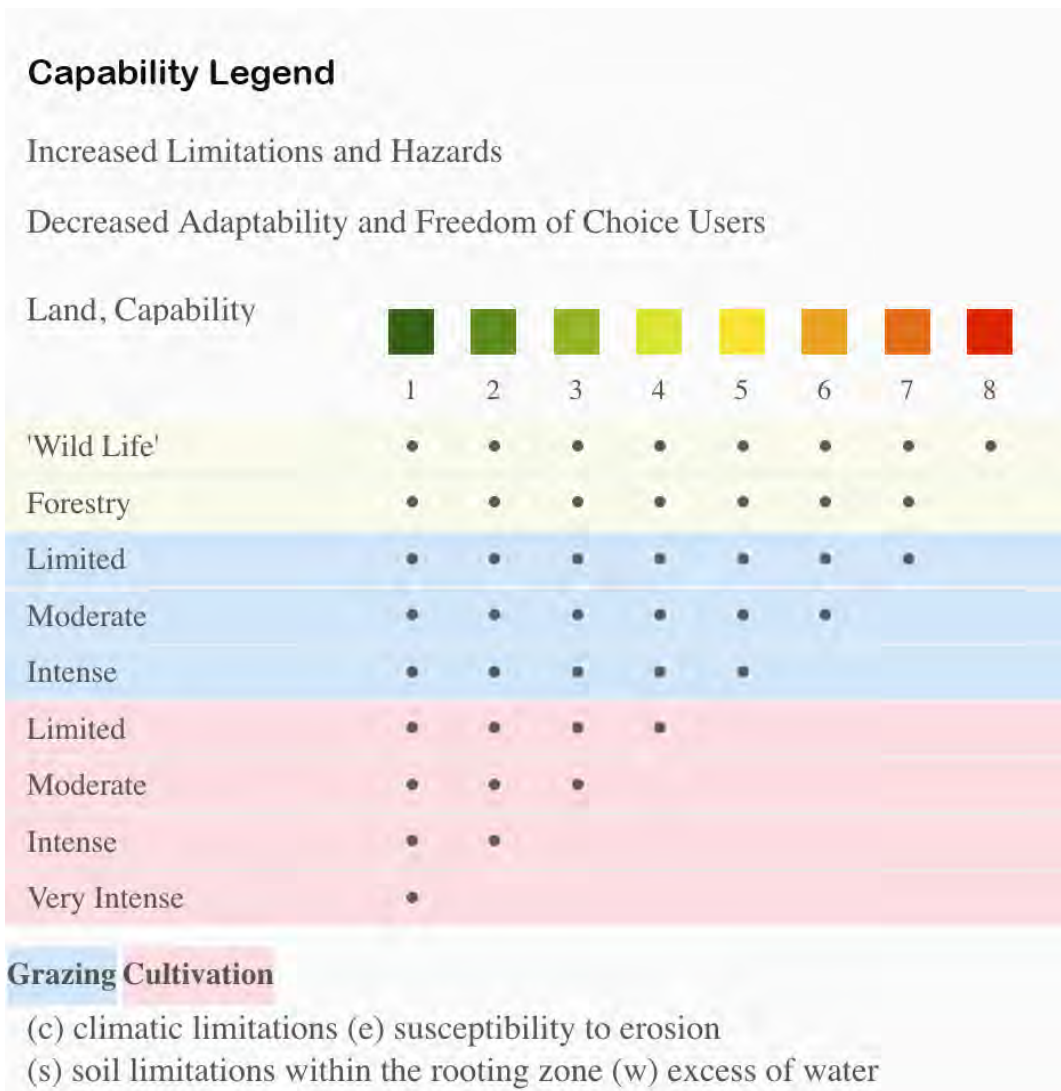 Capability Legend
Increased Limitations and Hazards
Decreased Adaptability and Freedom of Choice Users
Land, Capability
1 2 3 4 5 6 7 8
'Wild Life' • • • • • • • •
Forestry • • • • • • •
Limited • • • • • • •
Moderate • • • • • •
Intense • • • • •
Limited • • • •
Moderate • • •
Intense • •
Very Intense •
Grazing Cultivation
(c) climatic limitations (e) susceptibility to erosion
(s) soil limitations within the rooting zone (w) excess of water